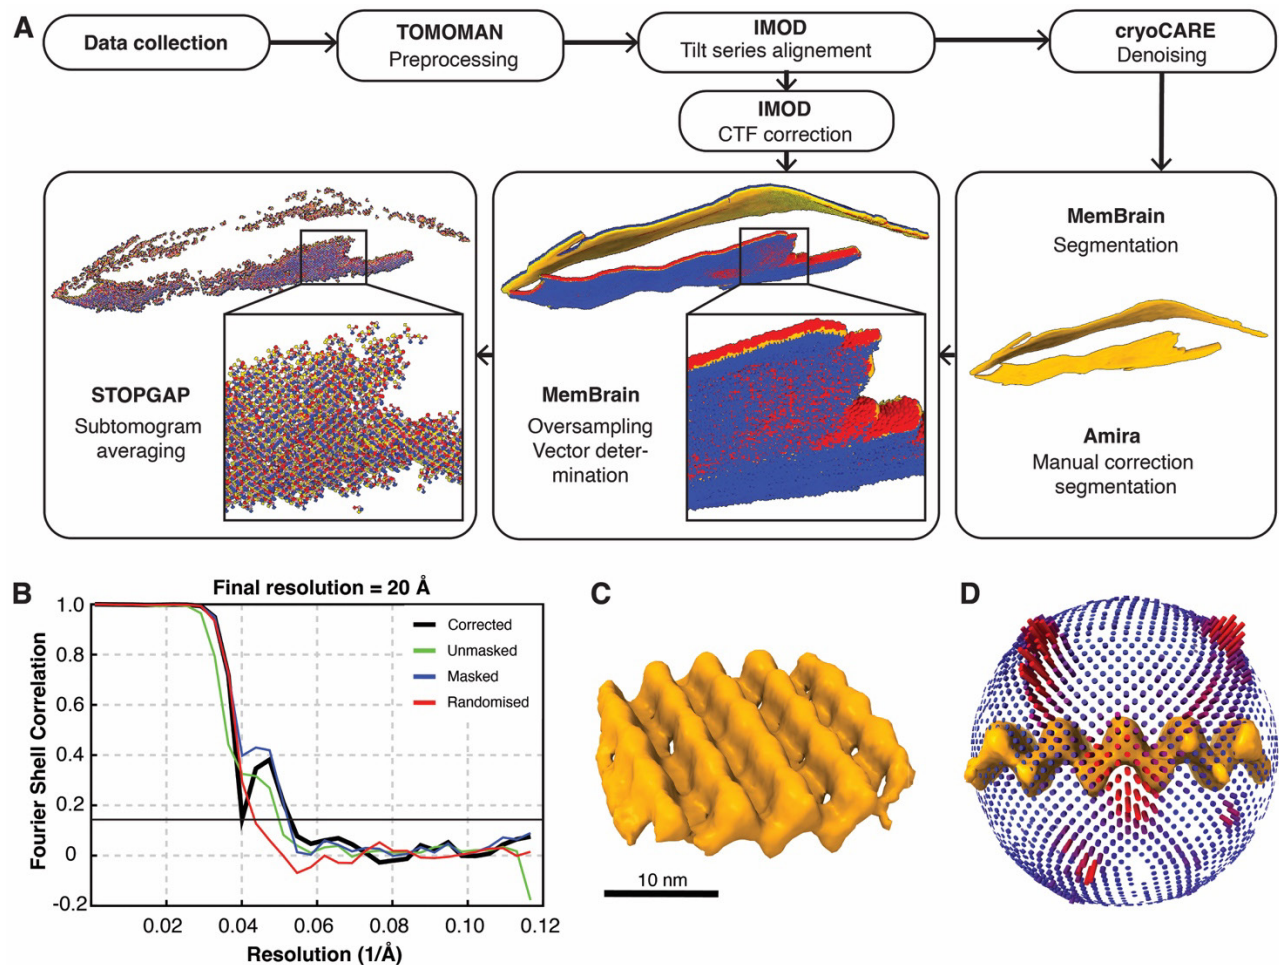 A
Data collection
TOMOMAN
Preprocessing
IMOD
Tilt series alignement
cryoCARE
Denoising
IMOD
CTF correction
STOPGAP
Subtomogram
averaging
MemBrain
Oversampling
Vector deter-
mination
MemBrain
Segmentation
Amira
Manual correction
segmentation
B
Final resolution = 20 Å
Fourier Shell Correlation
1.0
0.8
0.6
0.4
0.2
0
-0.2
Corrected
Unmasked
Masked
Randomised
0.02
0.04
0.06
0.08
0.10
0.12
Resolution (1/Å)
C
10 nm
D